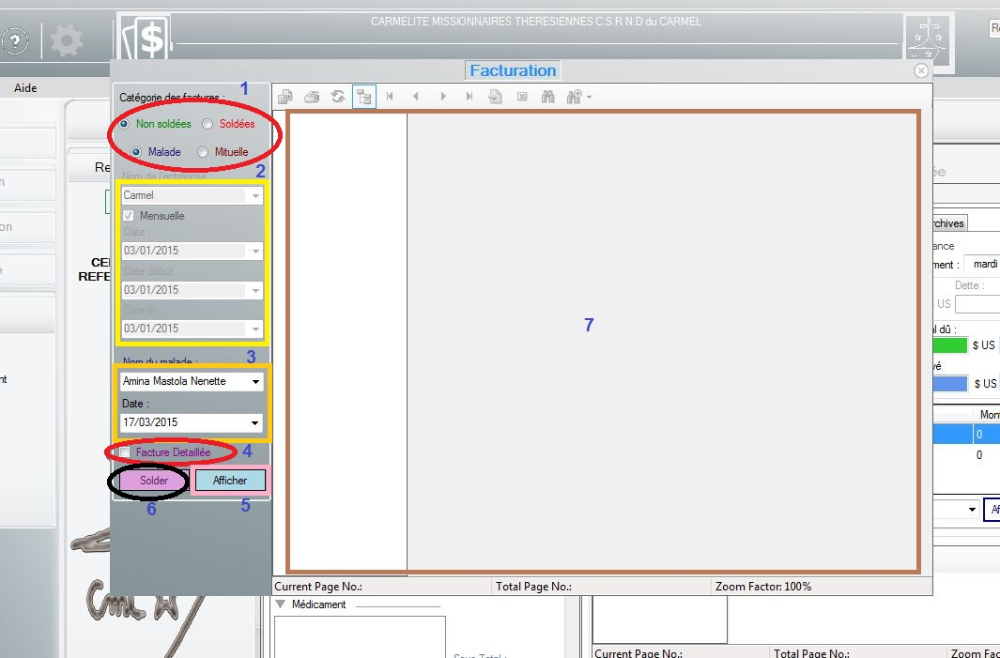 CARMELITE MISSIONNAIRES THERESIENNES C.S.R N.D du CARMEL
?
$
Aide
Facturation
Catégorie des factures :
1
Non soldées
Soldées
Malade
Mituelle
2
Nom de l'entreprise :
Carmel
Mensuelle
Date :
03/01/2015
Date début :
03/01/2015
Date fin :
03/01/2015
3
Nom du malade :
Amina Mastola Nenette
Date :
17/03/2015
Facture Detaillée
4
Solder
Afficher
6
5
7
Current Page No.:
Total Page No.:
Zoom Factor: 100%
Re
on
CE
REFE
nt
rchives
ance
ment :
mardi
Dette :
US
l dû :
$ US
vé
$ US
Mon
0
0
Af
Médicament
Sous Total :
Current Page No.:
Total Page No.:
Zoom Fac